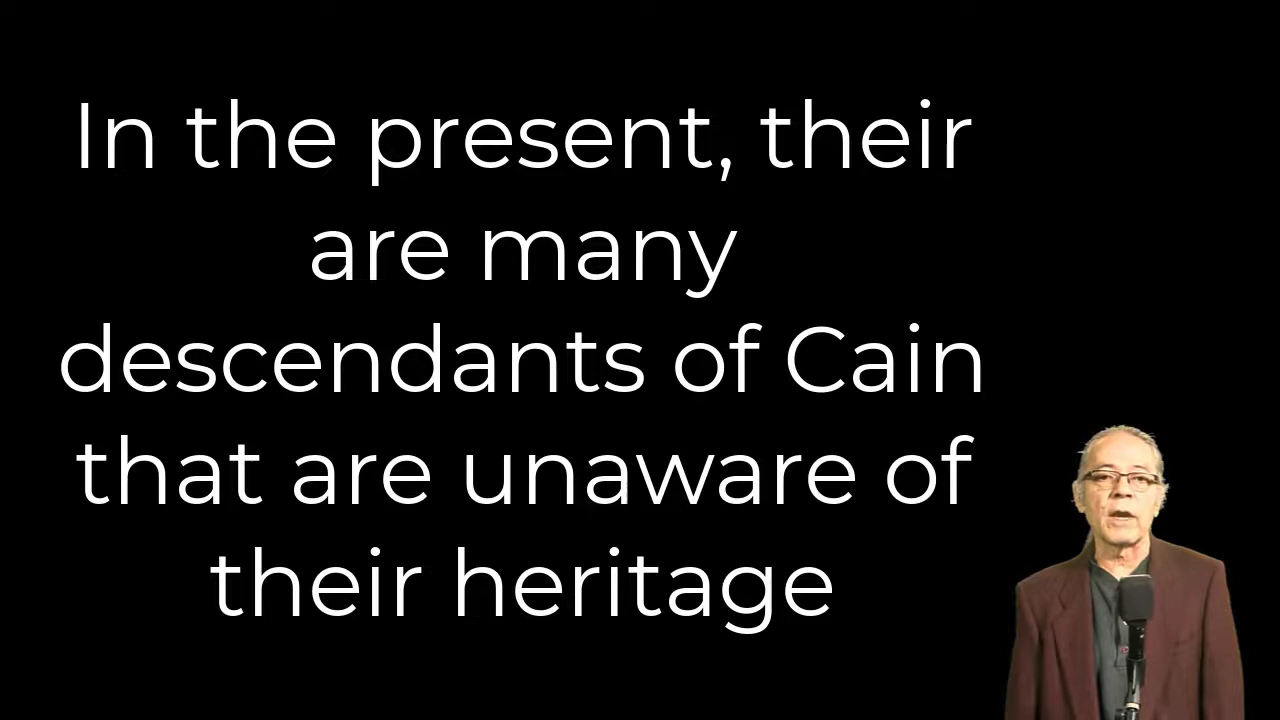 In the present, their
are many
descendants of Cain
that are unaware of
their heritage